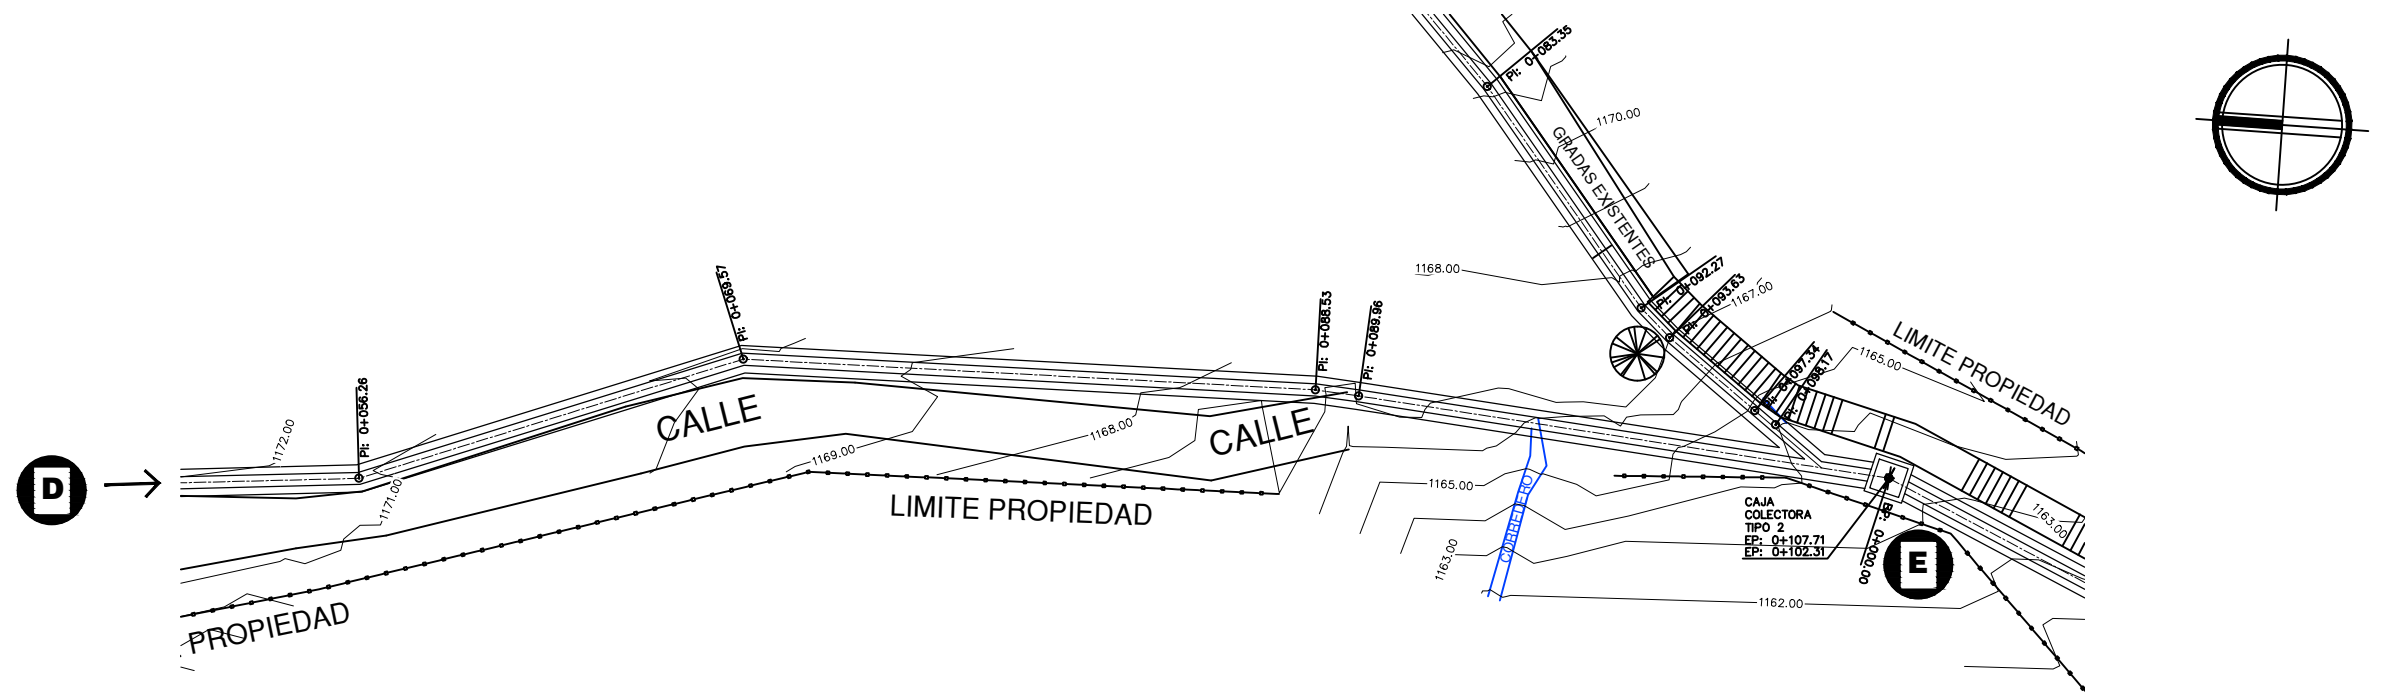 PI: 0+083.35
1170.00
GRADAS EXISTENTES
1168.00
PI: 0+092.27
PI: 0+093.63
1167.00
PI: 0+069.57
PI: 0+088.53
PI: 0+089.96
LIMITE PROPIEDAD
1165.00
PI: 0+097.34
PI: 0+098.17
PI: 0+056.26
CALLE
CALLE
1172.00
1168.00
1169.00
D
1171.00
LIMITE PROPIEDAD
1165.00
CORREDERO
1163.00
CAJA
COLECTORA
TIPO 2
EP: 0+107.71
EP: 0+102.31
BP: 0+000.00
1163.00
E
1162.00
PROPIEDAD